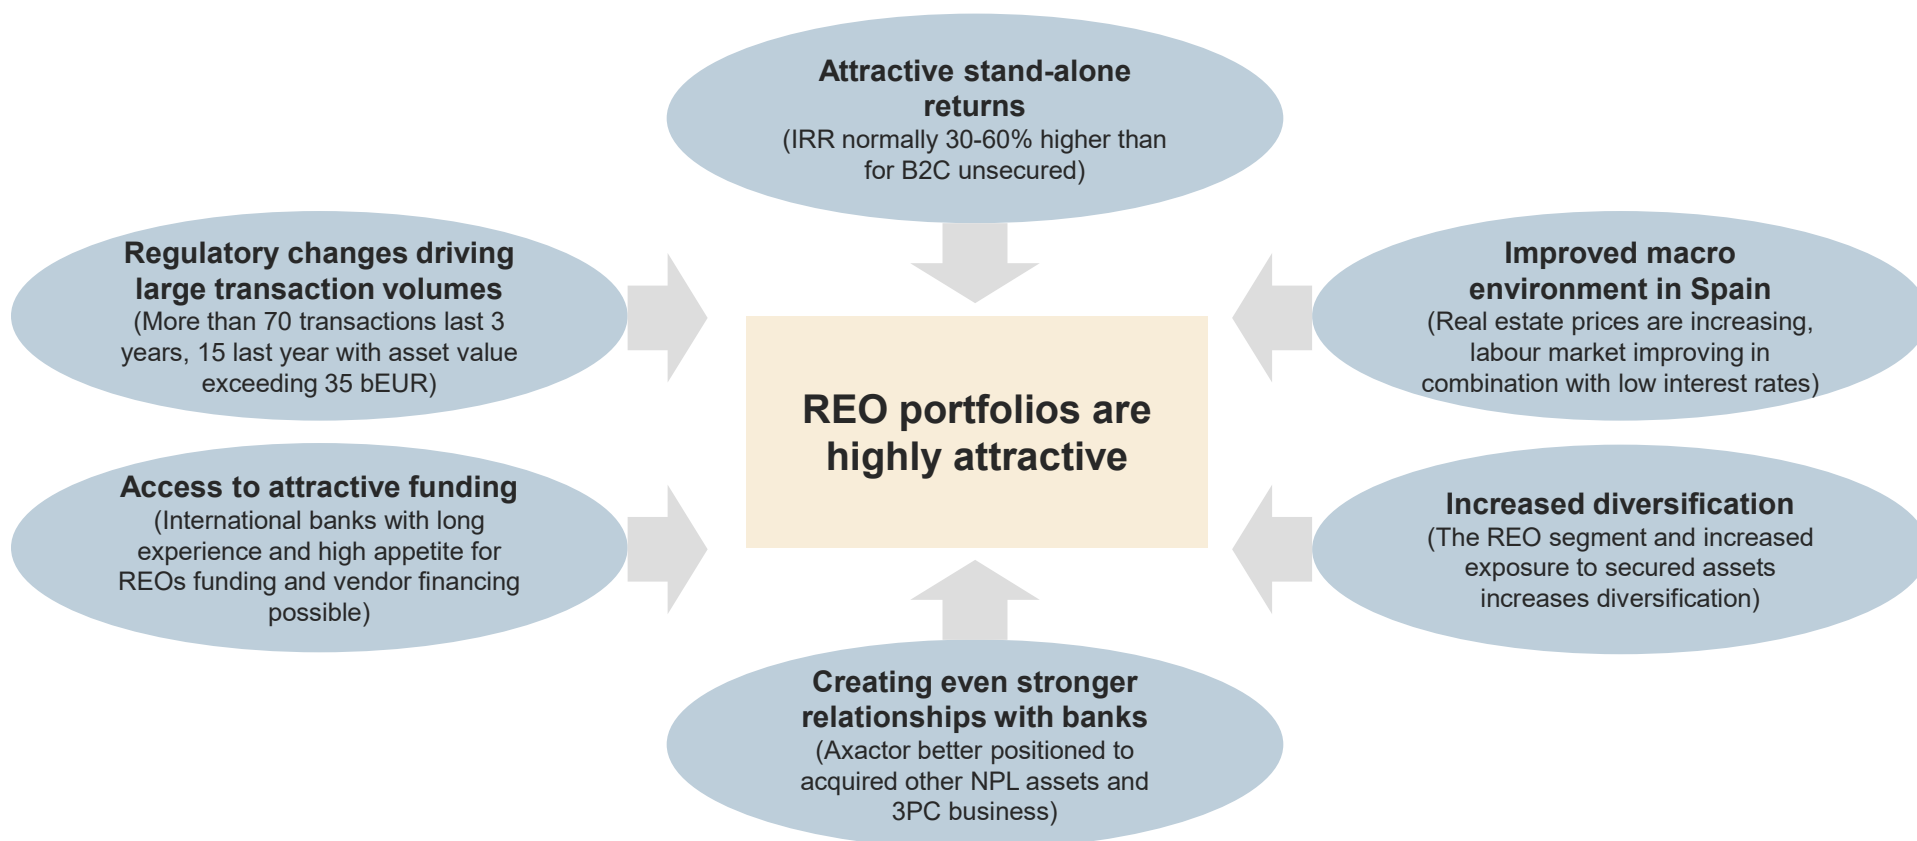 Attractive stand-alone
returns
(IRR normally 30-60% higher than
for B2C unsecured)
Regulatory changes driving
large transaction volumes
(More than 70 transactions last 3
years, 15 last year with asset value
exceeding 35 bEUR)
Improved macro
environment in Spain
(Real estate prices are increasing,
labour market improving in
combination with low interest rates)
REO portfolios are
highly attractive
Access to attractive funding
(International banks with long
experience and high appetite for
REOs funding and vendor financing
possible)
Increased diversification
(The REO segment and increased
exposure to secured assets
increases diversification)
Creating even stronger
relationships with banks
(Axactor better positioned to
acquired other NPL assets and
3PC business)